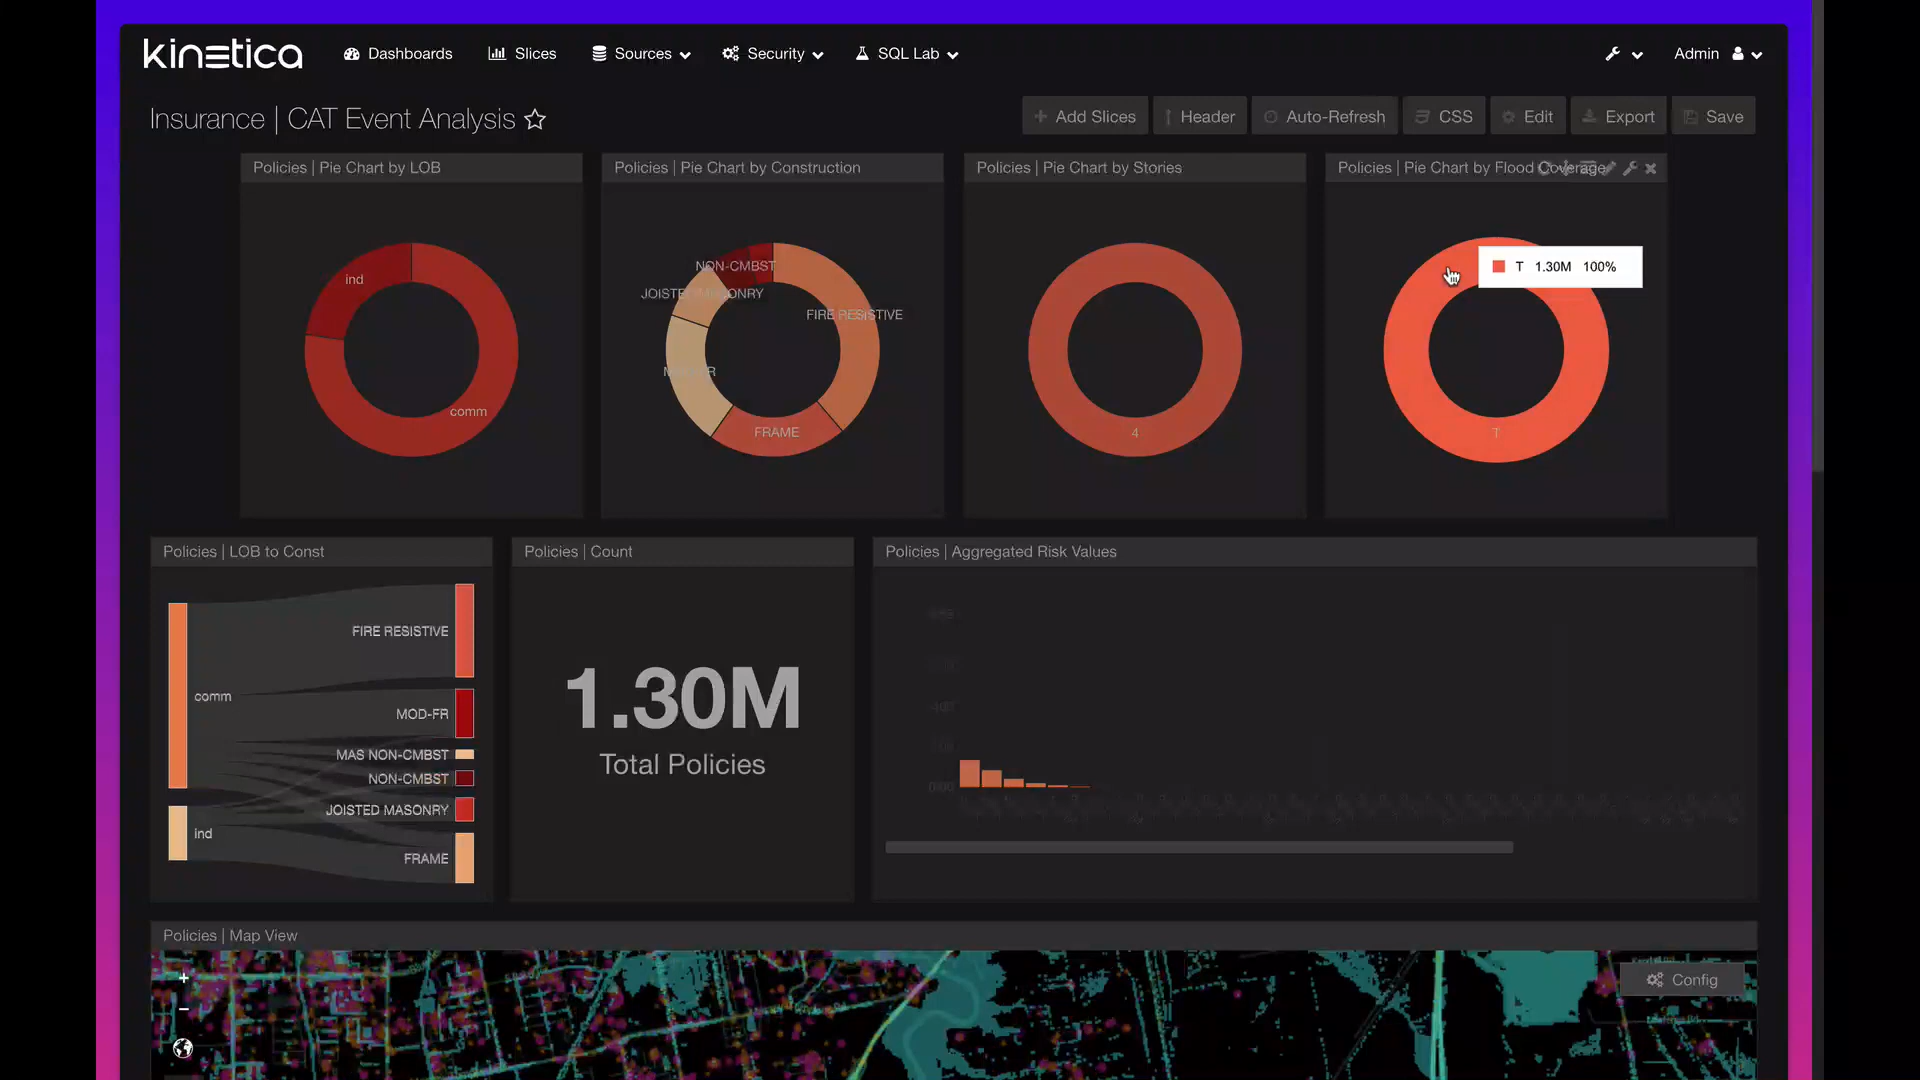 kinetica
Dashboards
Slices
Sources
Security
SQL Lab
Admin
Insurance | CAT Event Analysis
Add Slices
Header
Auto-Refresh
CSS
Edit
Export
Save
Policies | Pie Chart by LOB
Policies | Pie Chart by Construction
Policies | Pie Chart by Stories
Policies | Pie Chart by Flood Coverage
ind
comm
NON-CMBST
JOISTED MASONRY
FIRE RESISTIVE
FRAME
4
T 1.30M 100%
T
Policies | LOB to Const
Policies | Count
Policies | Aggregated Risk Values
FIRE RESISTIVE
comm
MOD-FR
MAS NON-CMBST
NON-CMBST
JOISTED MASONRY
ind
FRAME
1.30M
Total Policies
Policies | Map View
Config